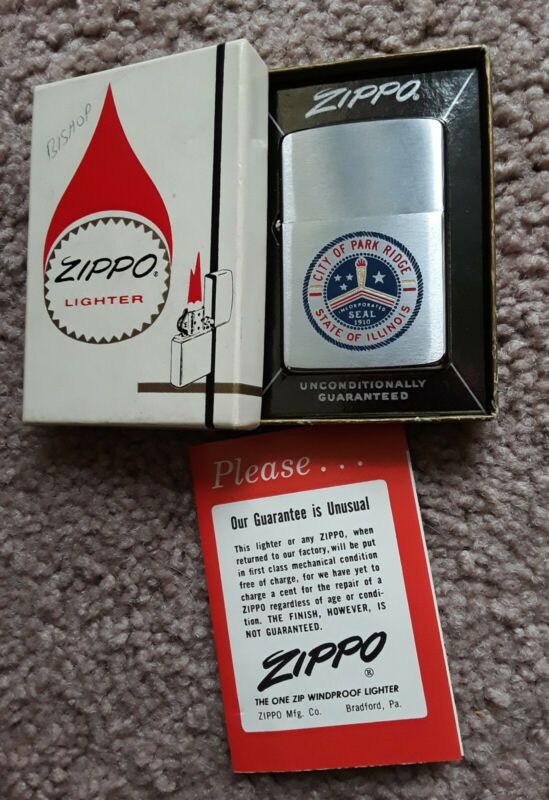 BISHOP
ZIPPO®
LIGHTER
ZIPPO®
CITY OF PARK RIDGE
INCORPORATED
SEAL
1910
STATE OF ILLINOIS
UNCONDITIONALLY
GUARANTEED
Please...
Our Guarantee is Unusual
This lighter or any ZIPPO, when
returned to our factory, will be put
in first class mechanical condition
free of charge, for we have yet to
charge a cent for the repair of a
ZIPPO regardless of age or condi-
tion. THE FINISH, HOWEVER, IS
NOT GUARANTEED.
ZIPPO®
THE ONE ZIP WINDPROOF LIGHTER
ZIPPO Mfg. Co. Bradford, Pa.